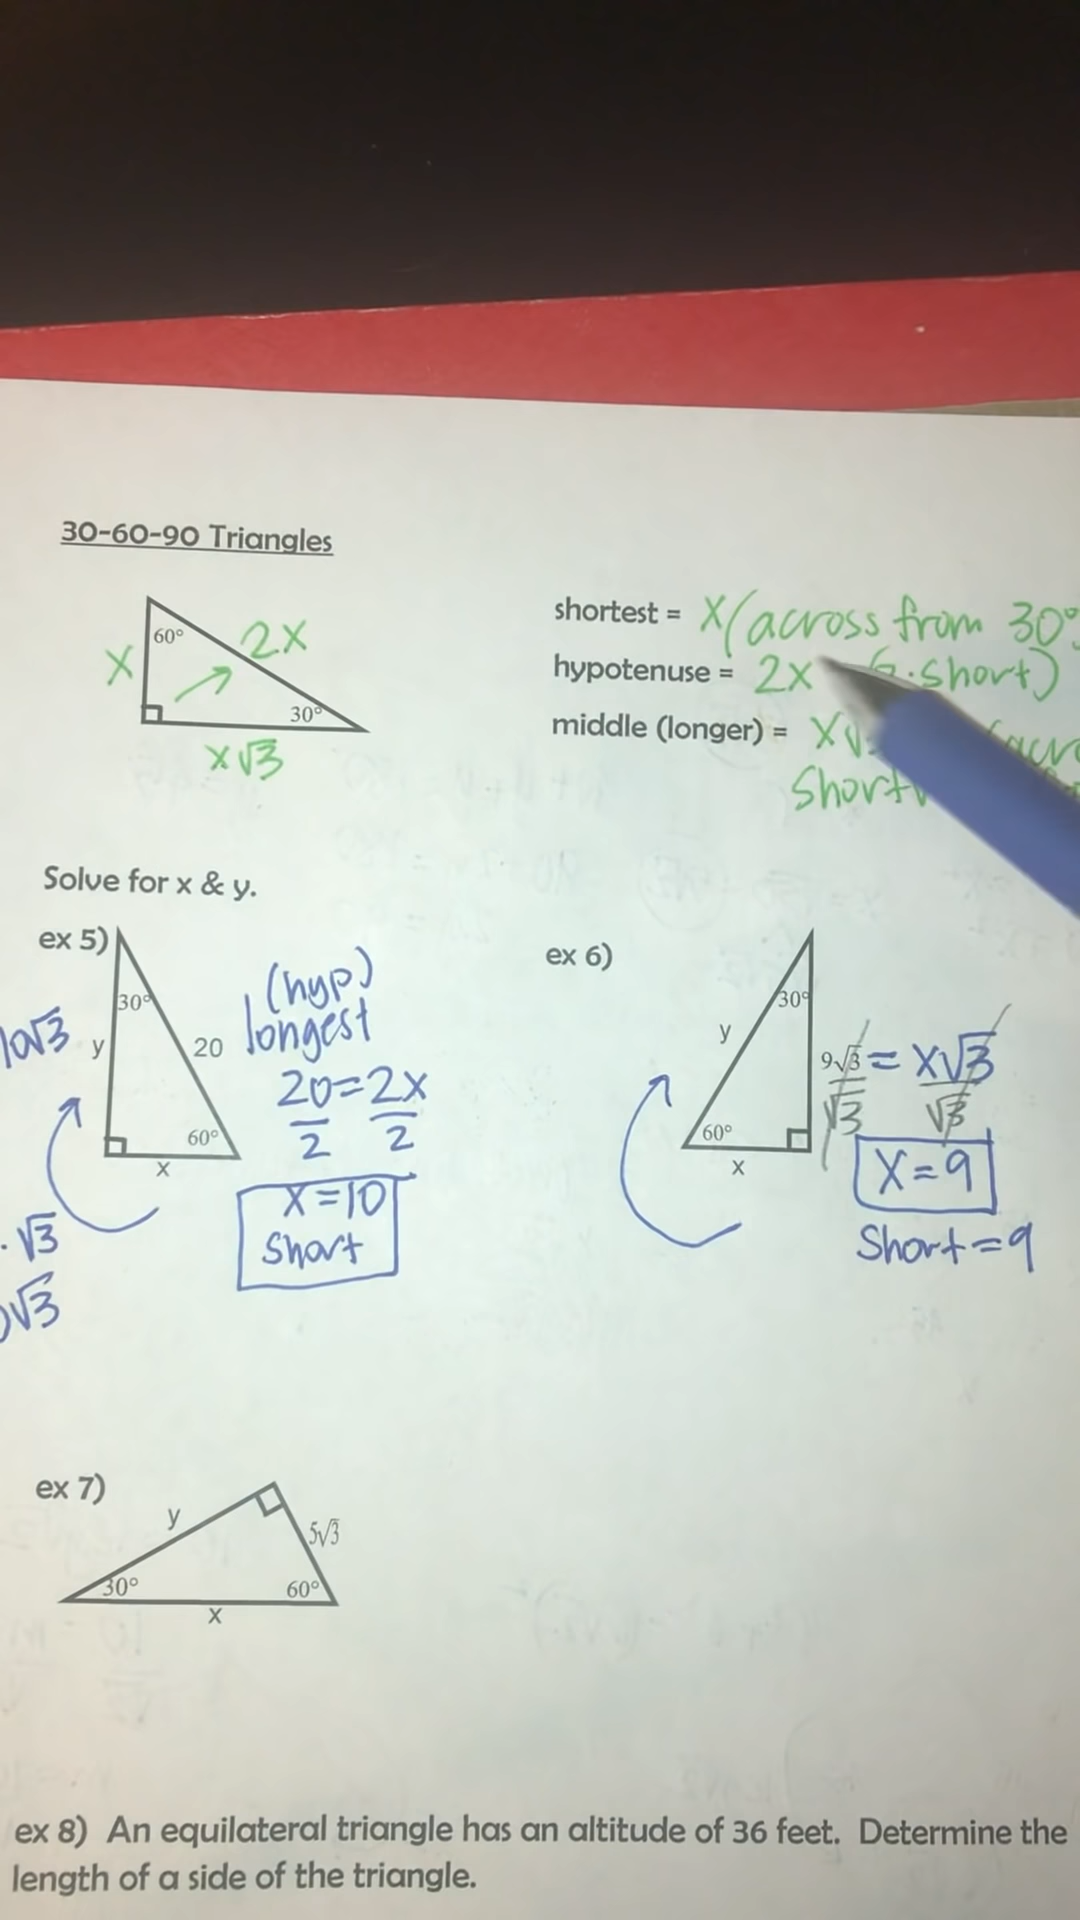 30-60-90 Triangles
60°
X
2X
30°
X√3
shortest = X (across from 30°
hypotenuse = 2X ·short)
middle (longer) = X√
short
Solve for x & y.
ex 5)
30°
10√3
y
20
60°
x
(hyp)
longest
20=2X
2 2
X=10
Short
· √3
√3
ex 6)
30°
y
9√3 = X√3
√3 √3
60°
x
X=9
Short=9
ex 7)
y
5√3
30°
60°
x
ex 8) An equilateral triangle has an altitude of 36 feet. Determine the
length of a side of the triangle.